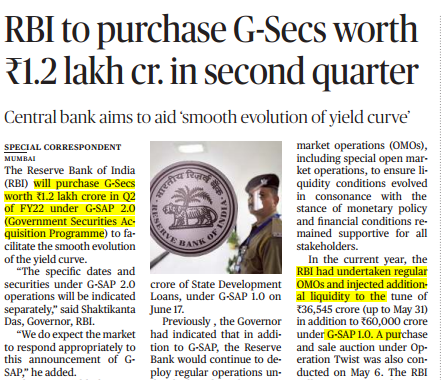 RBI to purchase G-Secs worth
₹1.2 lakh cr. in second quarter
Central bank aims to aid ‘smooth evolution of yield curve’
SPECIAL CORRESPONDENT
MUMBAI
The Reserve Bank of India
(RBI) will purchase G-Secs
worth ₹1.2 lakh crore in Q2
of FY22 under G-SAP 2.0
(Government Securities Ac-
quisition Programme) to fa-
cilitate the smooth evolution
of the yield curve.
“The specific dates and
securities under G-SAP 2.0
operations will be indicated
separately,” said Shaktikanta
Das, Governor, RBI.
“We do expect the market
to respond appropriately to
this announcement of G-
SAP,” he added.
भारतीय रिज़र्व बैंक
RESERVE BANK OF INDIA
crore of State Development
Loans, under G-SAP 1.0 on
June 17.
Previously , the Governor
had indicated that in addi-
tion to G-SAP, the Reserve
Bank would continue to de-
ploy regular operations un-
market operations (OMOs),
including special open mar-
ket operations, to ensure li-
quidity conditions evolved
in consonance with the
stance of monetary policy
and financial conditions re-
mained supportive for all
stakeholders.
In the current year, the
RBI had undertaken regular
OMOs and injected addition-
al liquidity to the tune of
₹36,545 crore (up to May 31)
in addition to ₹60,000 crore
under G-SAP 1.0. A purchase
and sale auction under Op-
eration Twist was also con-
ducted on May 6. The RBI